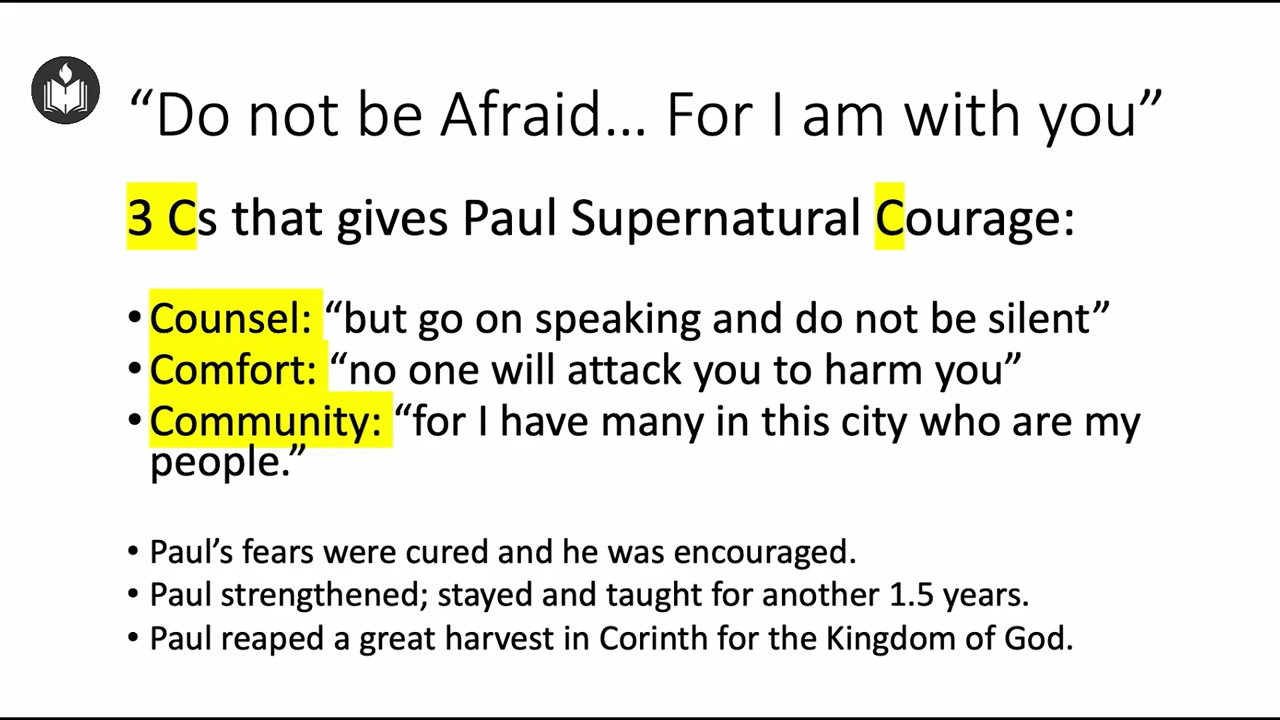 “Do not be Afraid... For I am with you”
3 Cs that gives Paul Supernatural Courage:
• Counsel: “but go on speaking and do not be silent”
• Comfort: “no one will attack you to harm you”
• Community: “for I have many in this city who are my
people.”
• Paul’s fears were cured and he was encouraged.
• Paul strengthened; stayed and taught for another 1.5 years.
• Paul reaped a great harvest in Corinth for the Kingdom of God.